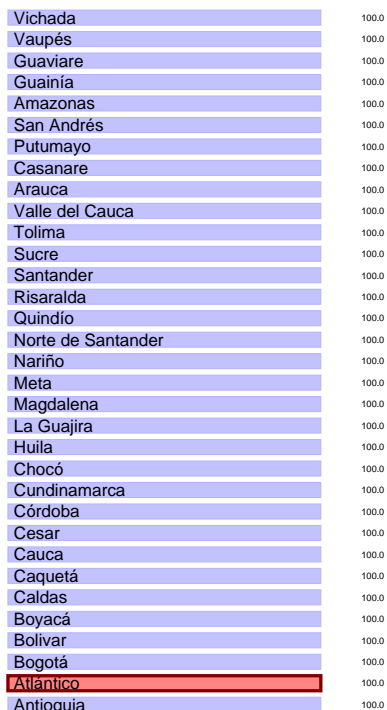 Vichada 100.0
Vaupés 100.0
Guaviare 100.0
Guainía 100.0
Amazonas 100.0
San Andrés 100.0
Putumayo 100.0
Casanare 100.0
Arauca 100.0
Valle del Cauca 100.0
Tolima 100.0
Sucre 100.0
Santander 100.0
Risaralda 100.0
Quindío 100.0
Norte de Santander 100.0
Nariño 100.0
Meta 100.0
Magdalena 100.0
La Guajira 100.0
Huila 100.0
Chocó 100.0
Cundinamarca 100.0
Córdoba 100.0
Cesar 100.0
Cauca 100.0
Caquetá 100.0
Caldas 100.0
Boyacá 100.0
Bolivar 100.0
Bogotá 100.0
Atlántico 100.0
Antioquia 100.0